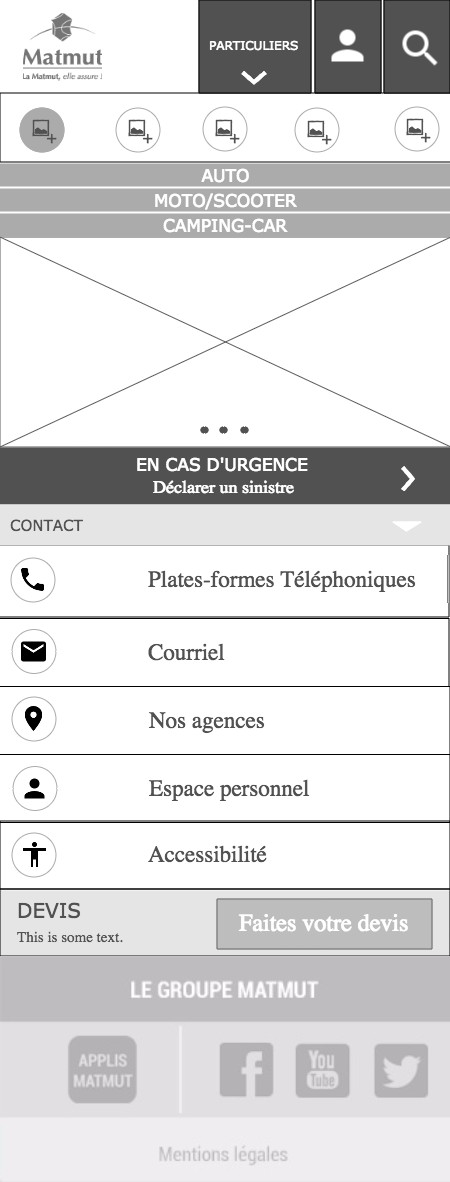 Matmut
La Matmut, elle assure !
PARTICULIERS
AUTO
MOTO/SCOOTER
CAMPING-CAR
EN CAS D'URGENCE
Déclarer un sinistre
CONTACT
Plates-formes Téléphoniques
Courriel
Nos agences
Espace personnel
Accessibilité
DEVIS
This is some text.
Faites votre devis
LE GROUPE MATMUT
APPLIS
MATMUT
You
Tube
Mentions légales